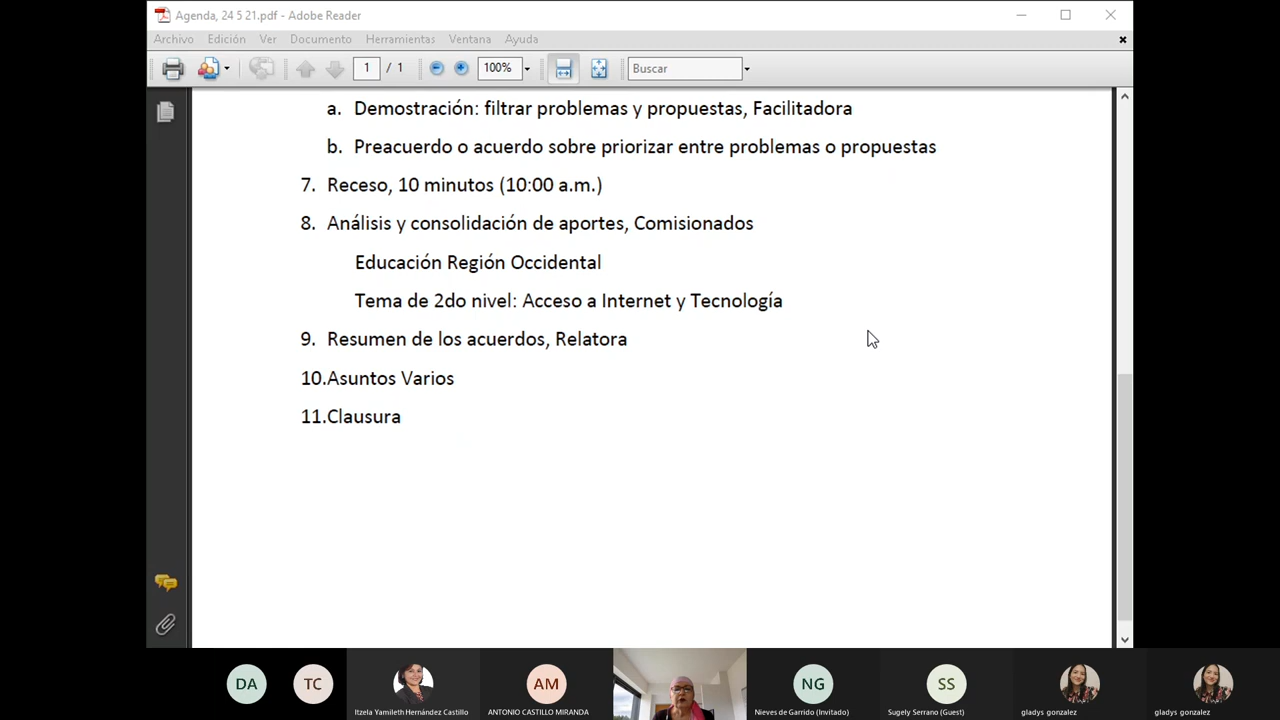 Agenda, 24 5 21.pdf - Adobe Reader
Archivo Edición Ver Documento Herramientas Ventana Ayuda
1 / 1 100% Buscar
a. Demostración: filtrar problemas y propuestas, Facilitadora
b. Preacuerdo o acuerdo sobre priorizar entre problemas o propuestas
7. Receso, 10 minutos (10:00 a.m.)
8. Análisis y consolidación de aportes, Comisionados
Educación Región Occidental
Tema de 2do nivel: Acceso a Internet y Tecnología
9. Resumen de los acuerdos, Relatora
10.Asuntos Varios
11.Clausura
DA TC AM NG SS
Itzela Yamileth Hernández Castillo ANTONIO CASTILLO MIRANDA Nieves de Garrido (Invitado) Sugely Serrano (Guest) gladys gonzalez gladys gonzalez